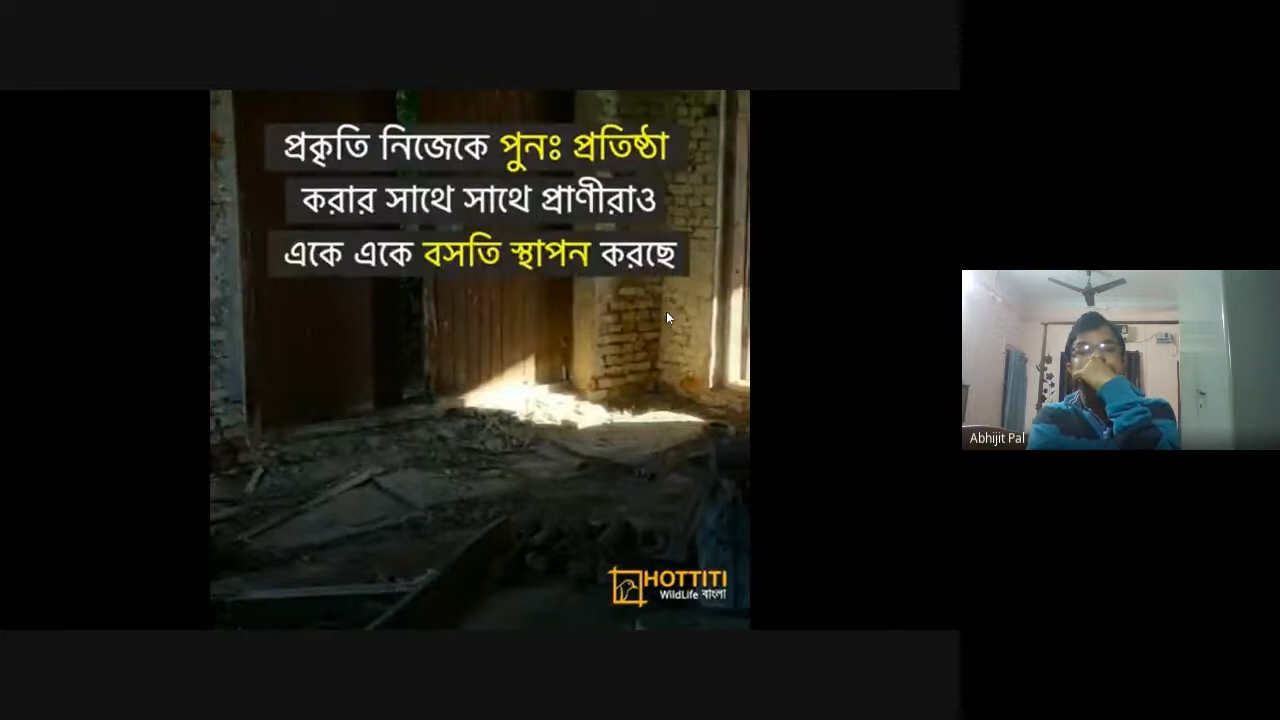 প্রকৃতি নিজেকে পুনঃ প্রতিষ্ঠা
করার সাথে সাথে প্রাণীরাও
একে একে বসতি স্থাপন করছে
HOTTITI
WildLife বাংলা
Abhijit Pal